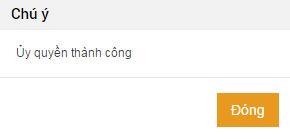 Chú ý
Ủy quyền thành công
Đóng